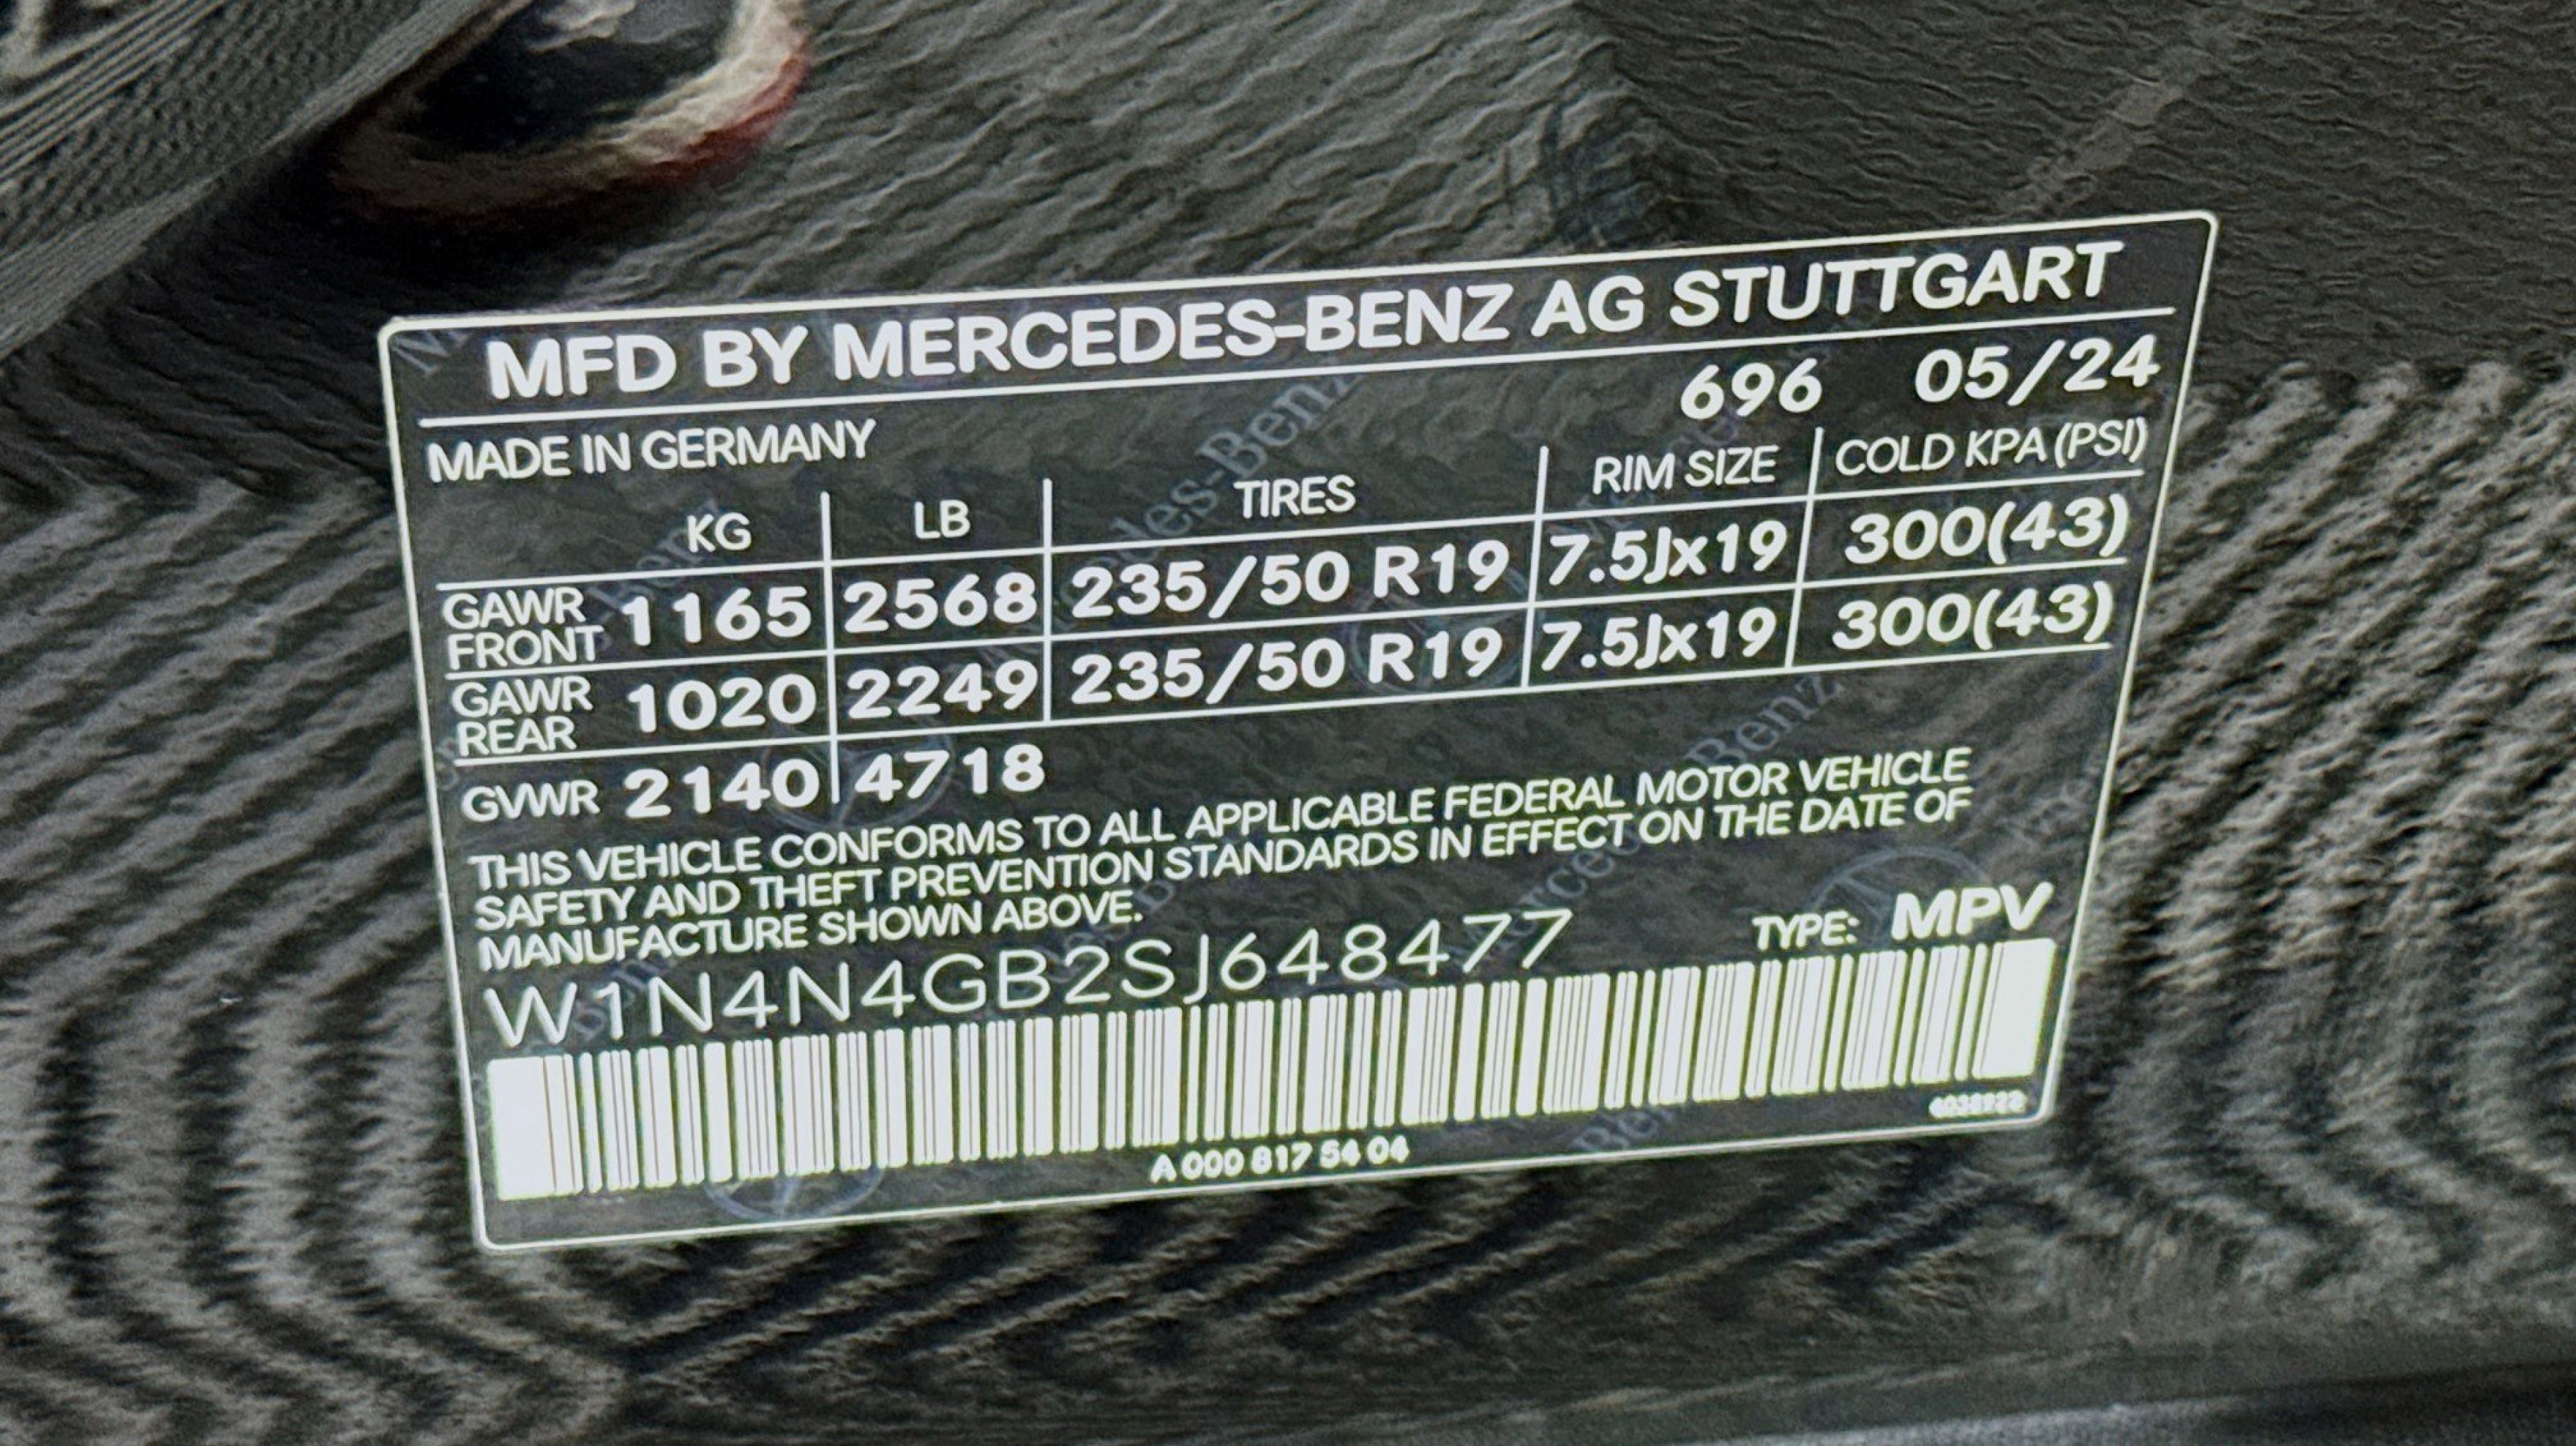 MFD BY MERCEDES-BENZ AG STUTTGART
MADE IN GERMANY 696 05/24
KG LB TIRES RIM SIZE COLD KPA (PSI)
GAWR FRONT 1165 2568 235/50 R19 7.5Jx19 300(43)
GAWR REAR 1020 2249 235/50 R19 7.5Jx19 300(43)
GVWR 2140 4718
THIS VEHICLE CONFORMS TO ALL APPLICABLE FEDERAL MOTOR VEHICLE
SAFETY AND THEFT PREVENTION STANDARDS IN EFFECT ON THE DATE OF
MANUFACTURE SHOWN ABOVE.
W1N4N4GB2SJ648477 TYPE: MPV
A 000 817 54 04